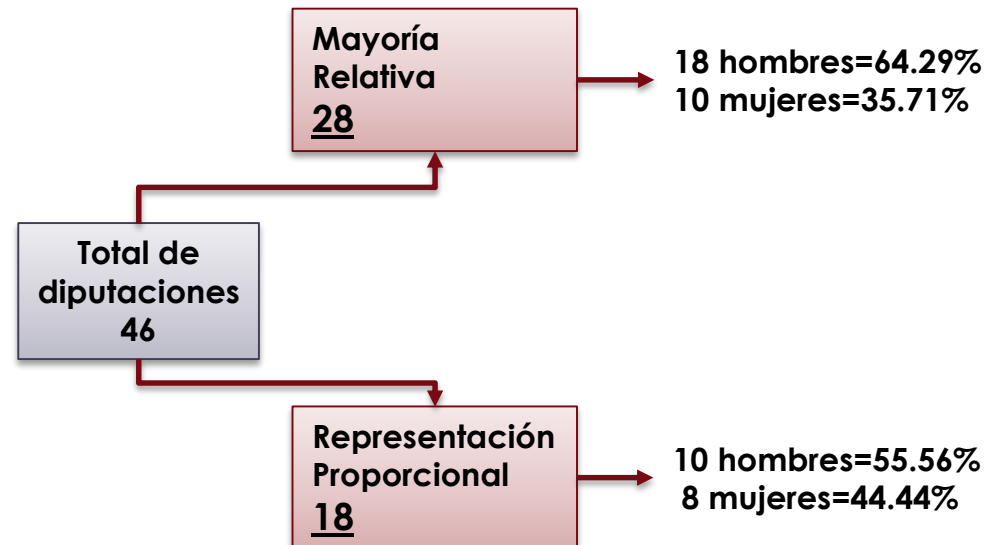 Mayoría
Relativa
28
18 hombres=64.29%
10 mujeres=35.71%
Total de
diputaciones
46
Representación
Proporcional
18
10 hombres=55.56%
8 mujeres=44.44%